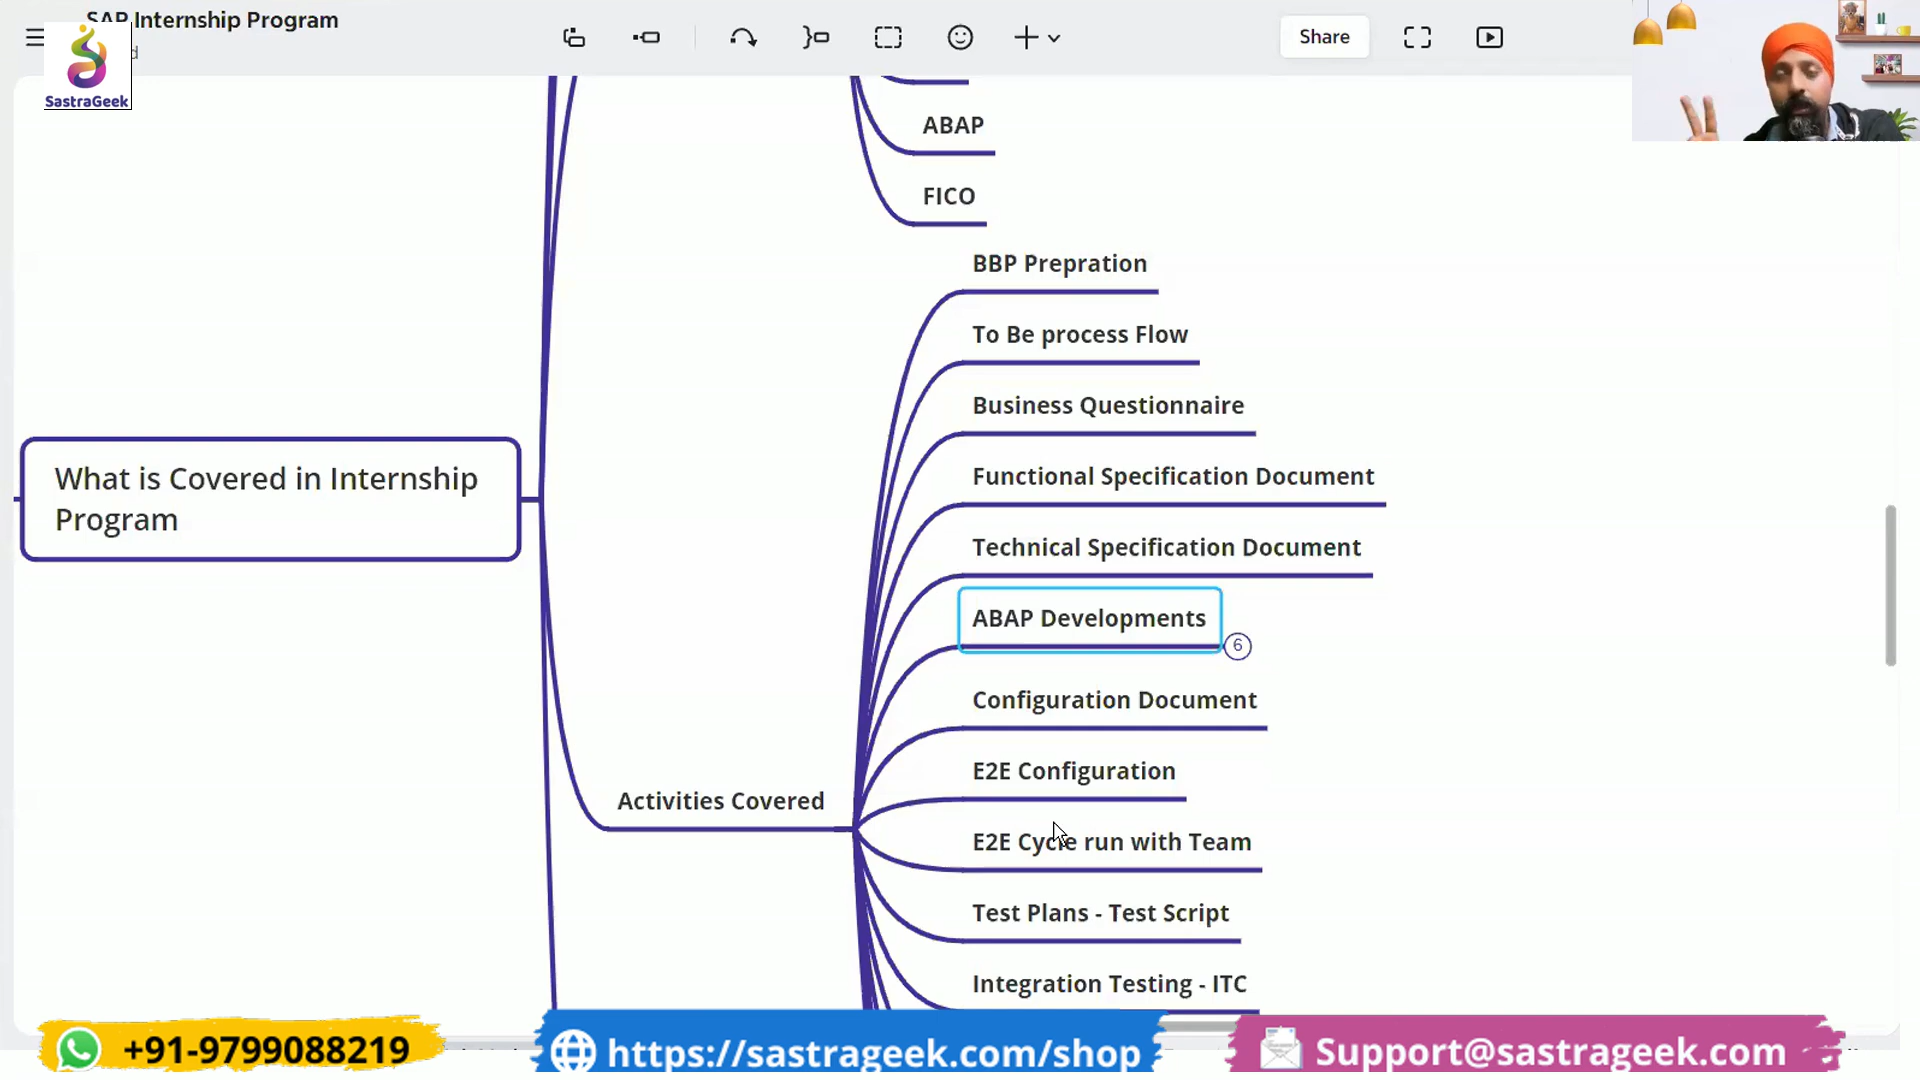 SAP Internship Program
SastraGeek
Share
ABAP
FICO
BBP Prepration
To Be process Flow
Business Questionnaire
Functional Specification Document
What is Covered in Internship
Program
Technical Specification Document
ABAP Developments
6
Configuration Document
E2E Configuration
Activities Covered
E2E Cycle run with Team
Test Plans - Test Script
Integration Testing - ITC
+91-9799088219
https://sastrageek.com/shop
Support@sastrageek.com